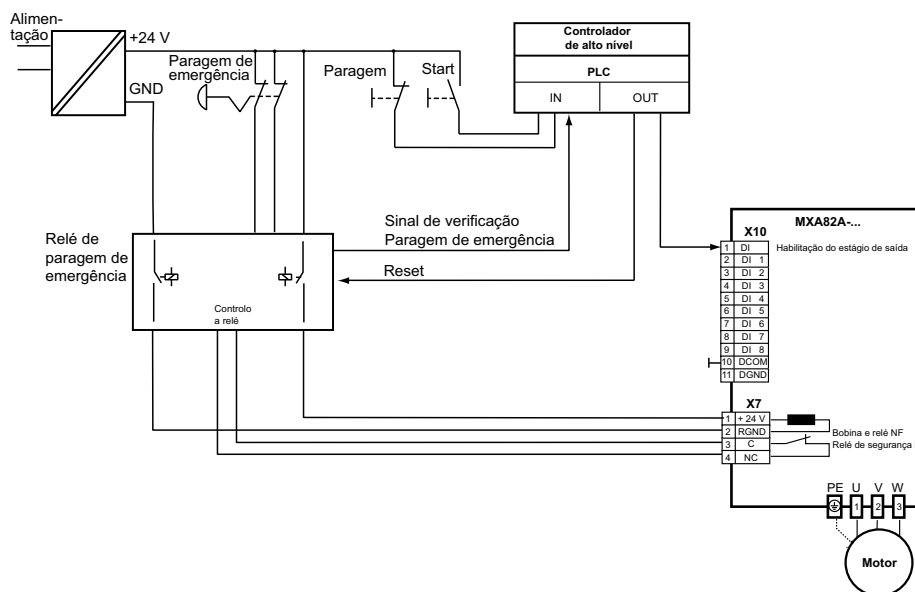 Alimen-
tação
+24 V
GND
Paragem de
emergência
Paragem
Start
Controlador
de alto nível
PLC
IN OUT
Relé de
paragem de
emergência
Controlo
a relé
Sinal de verificação
Paragem de emergência
Reset
MXA82A-...
X10
1 DI Habilitação do estágio de saída
2 DI 1
3 DI 2
4 DI 3
5 DI 4
6 DI 5
7 DI 6
8 DI 7
9 DI 8
10 DCOM
11 DGND
X7
1 + 24 V
2 RGND
3 C
4 NC
Bobina e relé NF
Relé de segurança
PE U V W
1 2 3
Motor